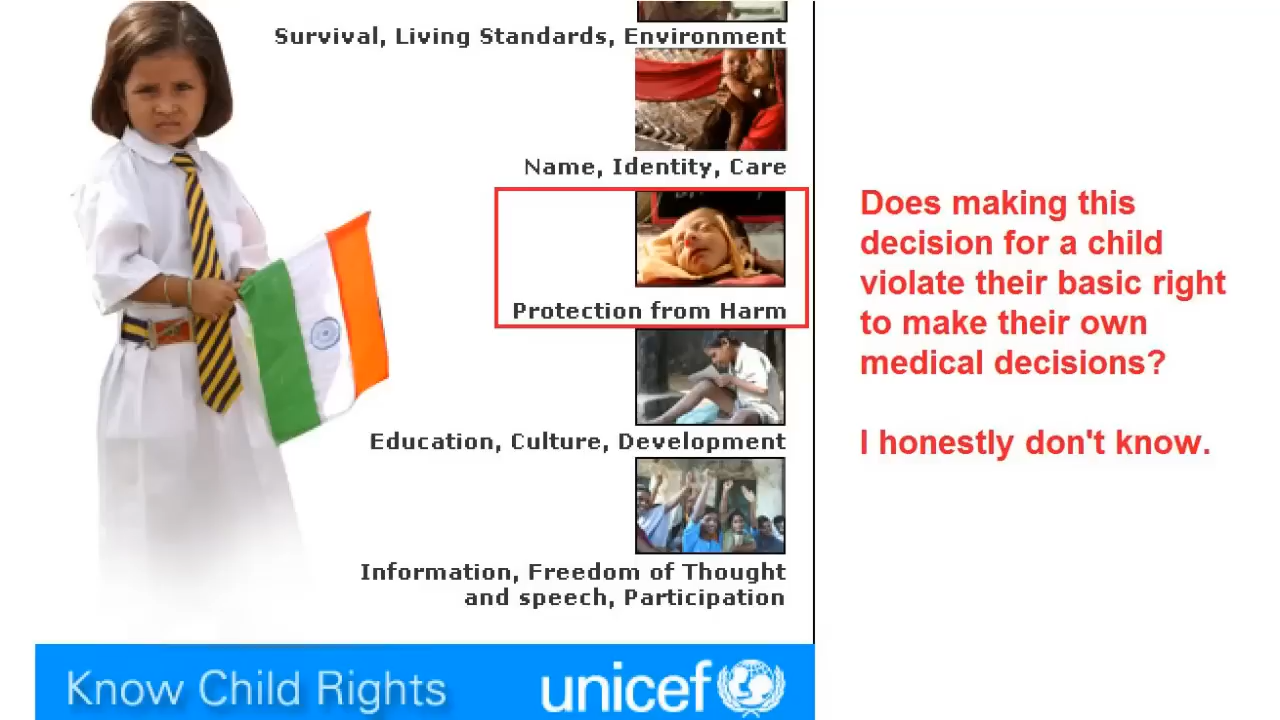 Survival, Living Standards, Environment
Name, Identity, Care
Protection from Harm
Education, Culture, Development
Information, Freedom of Thought
and speech, Participation
Know Child Rights
unicef
Does making this
decision for a child
violate their basic right
to make their own
medical decisions?
I honestly don't know.